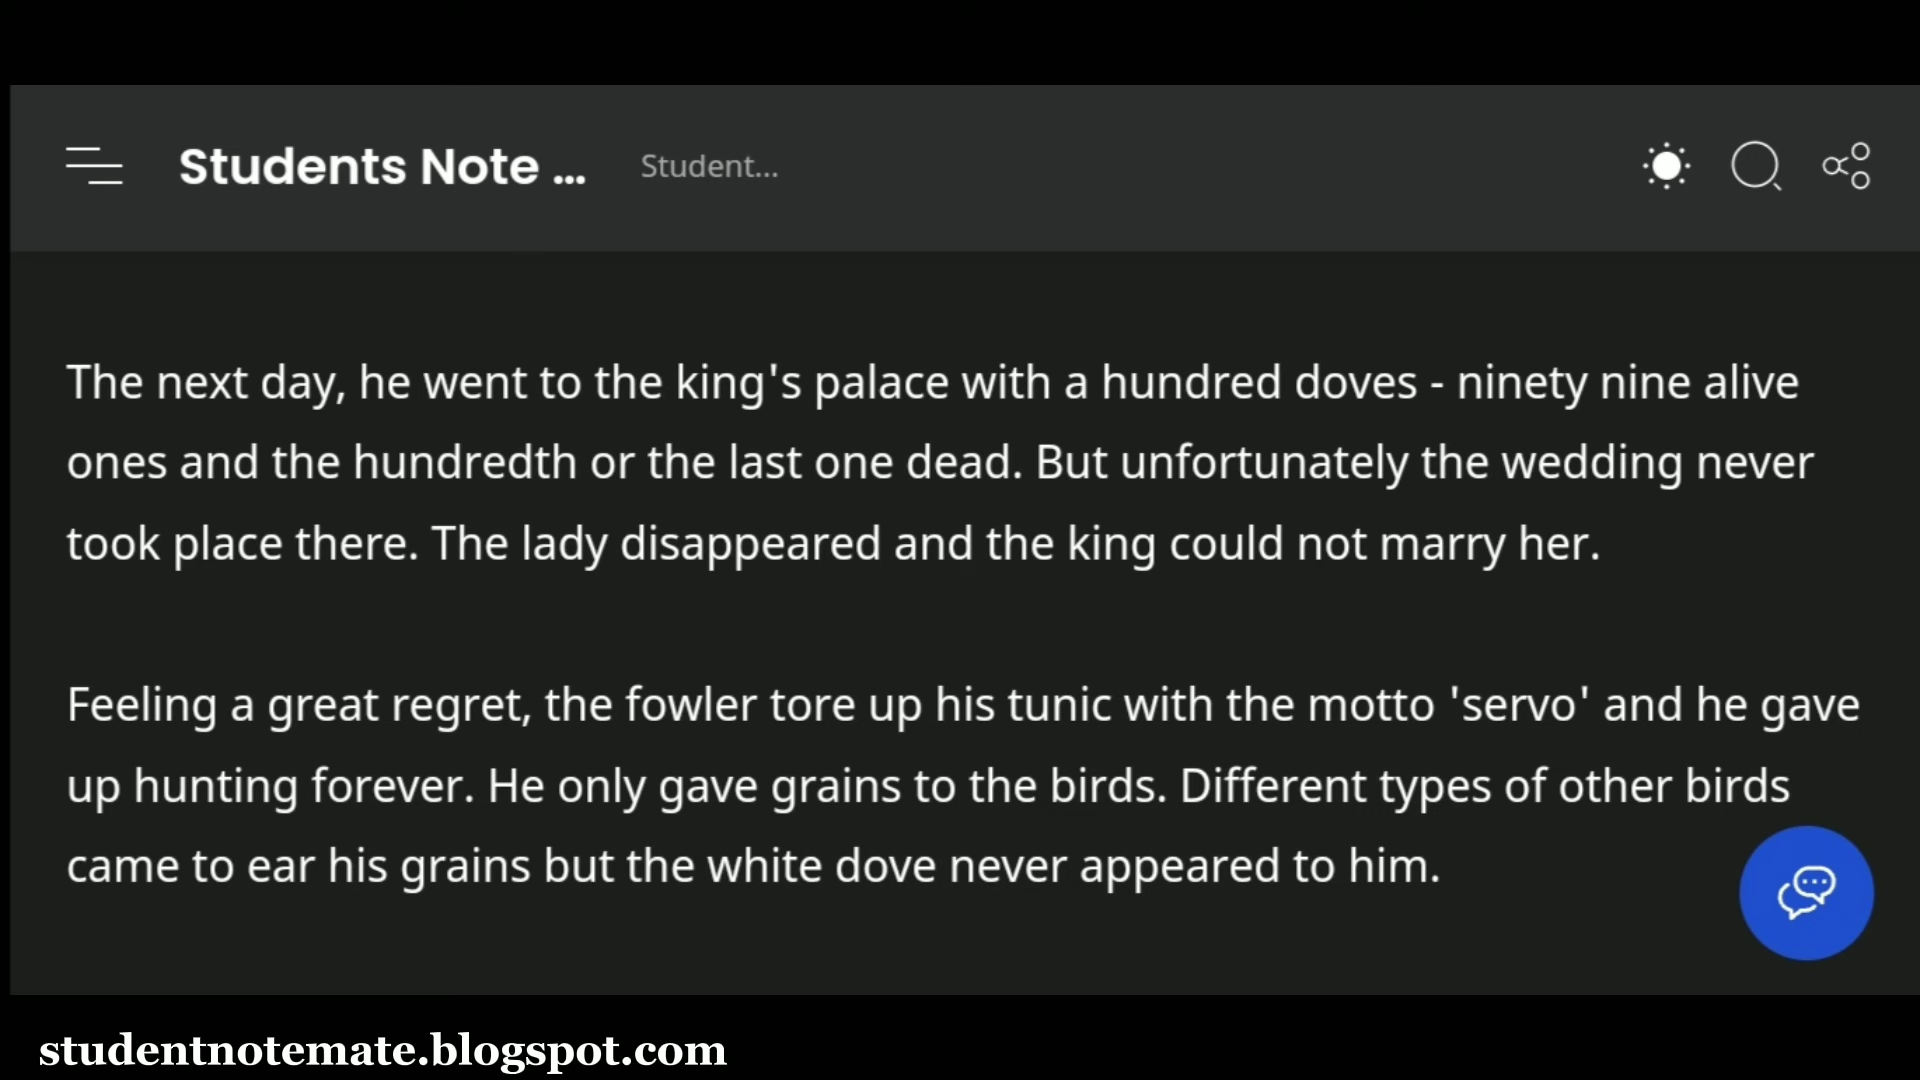 Students Note ... Student...
The next day, he went to the king's palace with a hundred doves - ninety nine alive
ones and the hundredth or the last one dead. But unfortunately the wedding never
took place there. The lady disappeared and the king could not marry her.
Feeling a great regret, the fowler tore up his tunic with the motto 'servo' and he gave
up hunting forever. He only gave grains to the birds. Different types of other birds
came to ear his grains but the white dove never appeared to him.
studentnotemate.blogspot.com